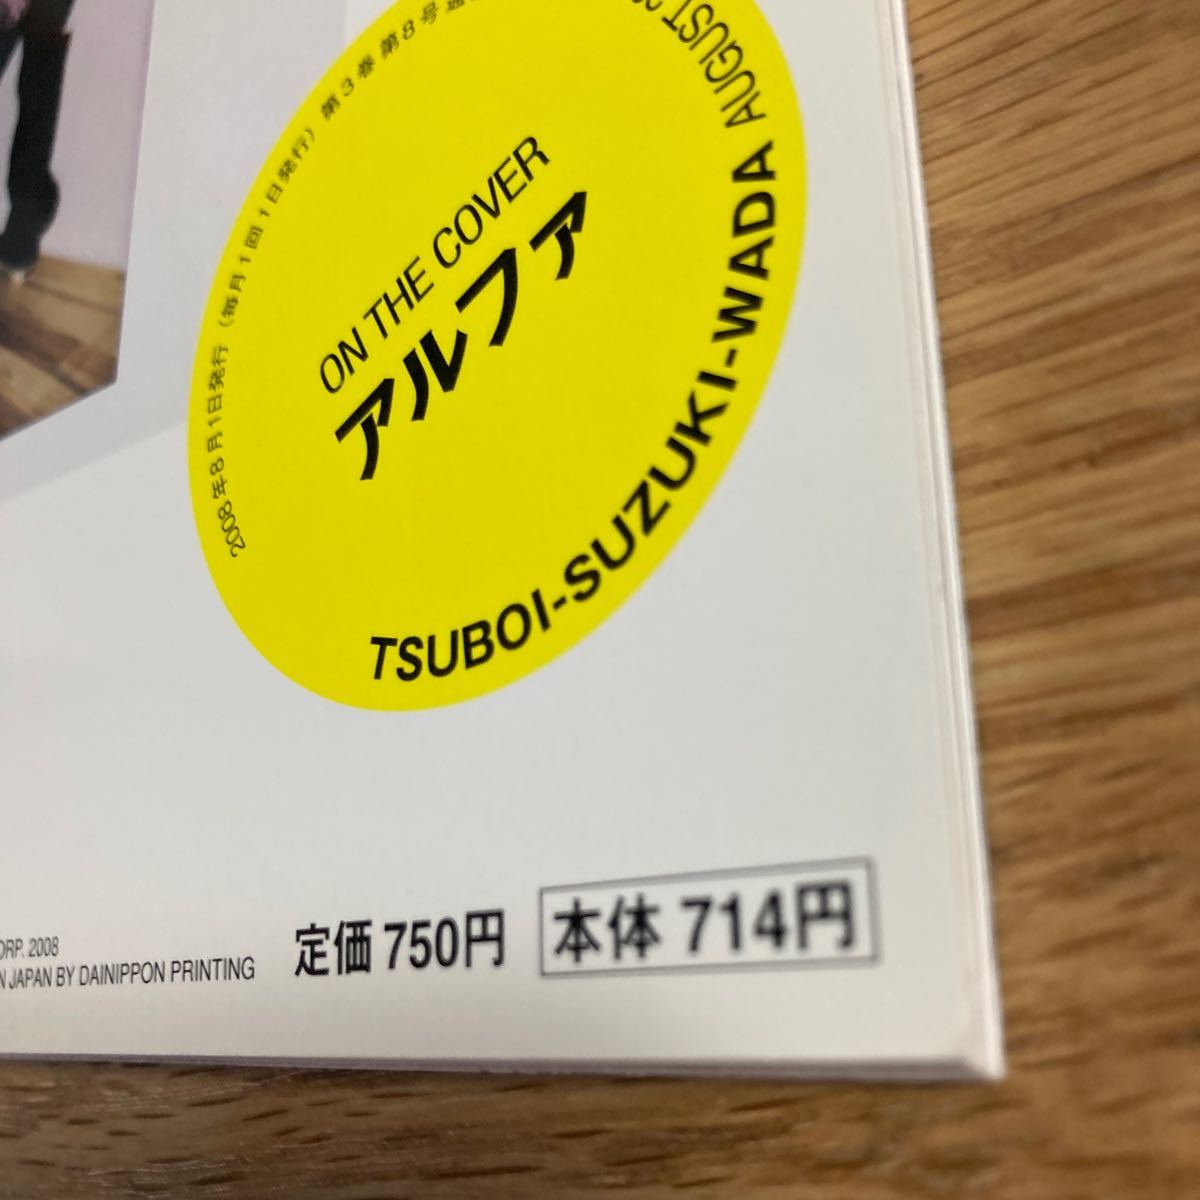 2008年8月1日発行（毎月1回1日発行）第3巻 第8号
ON THE COVER
アルファ
TSUBOI-SUZUKI-WADA AUGUST
定価 750円 本体 714円
2008
JAPAN BY DAINIPPON PRINTING